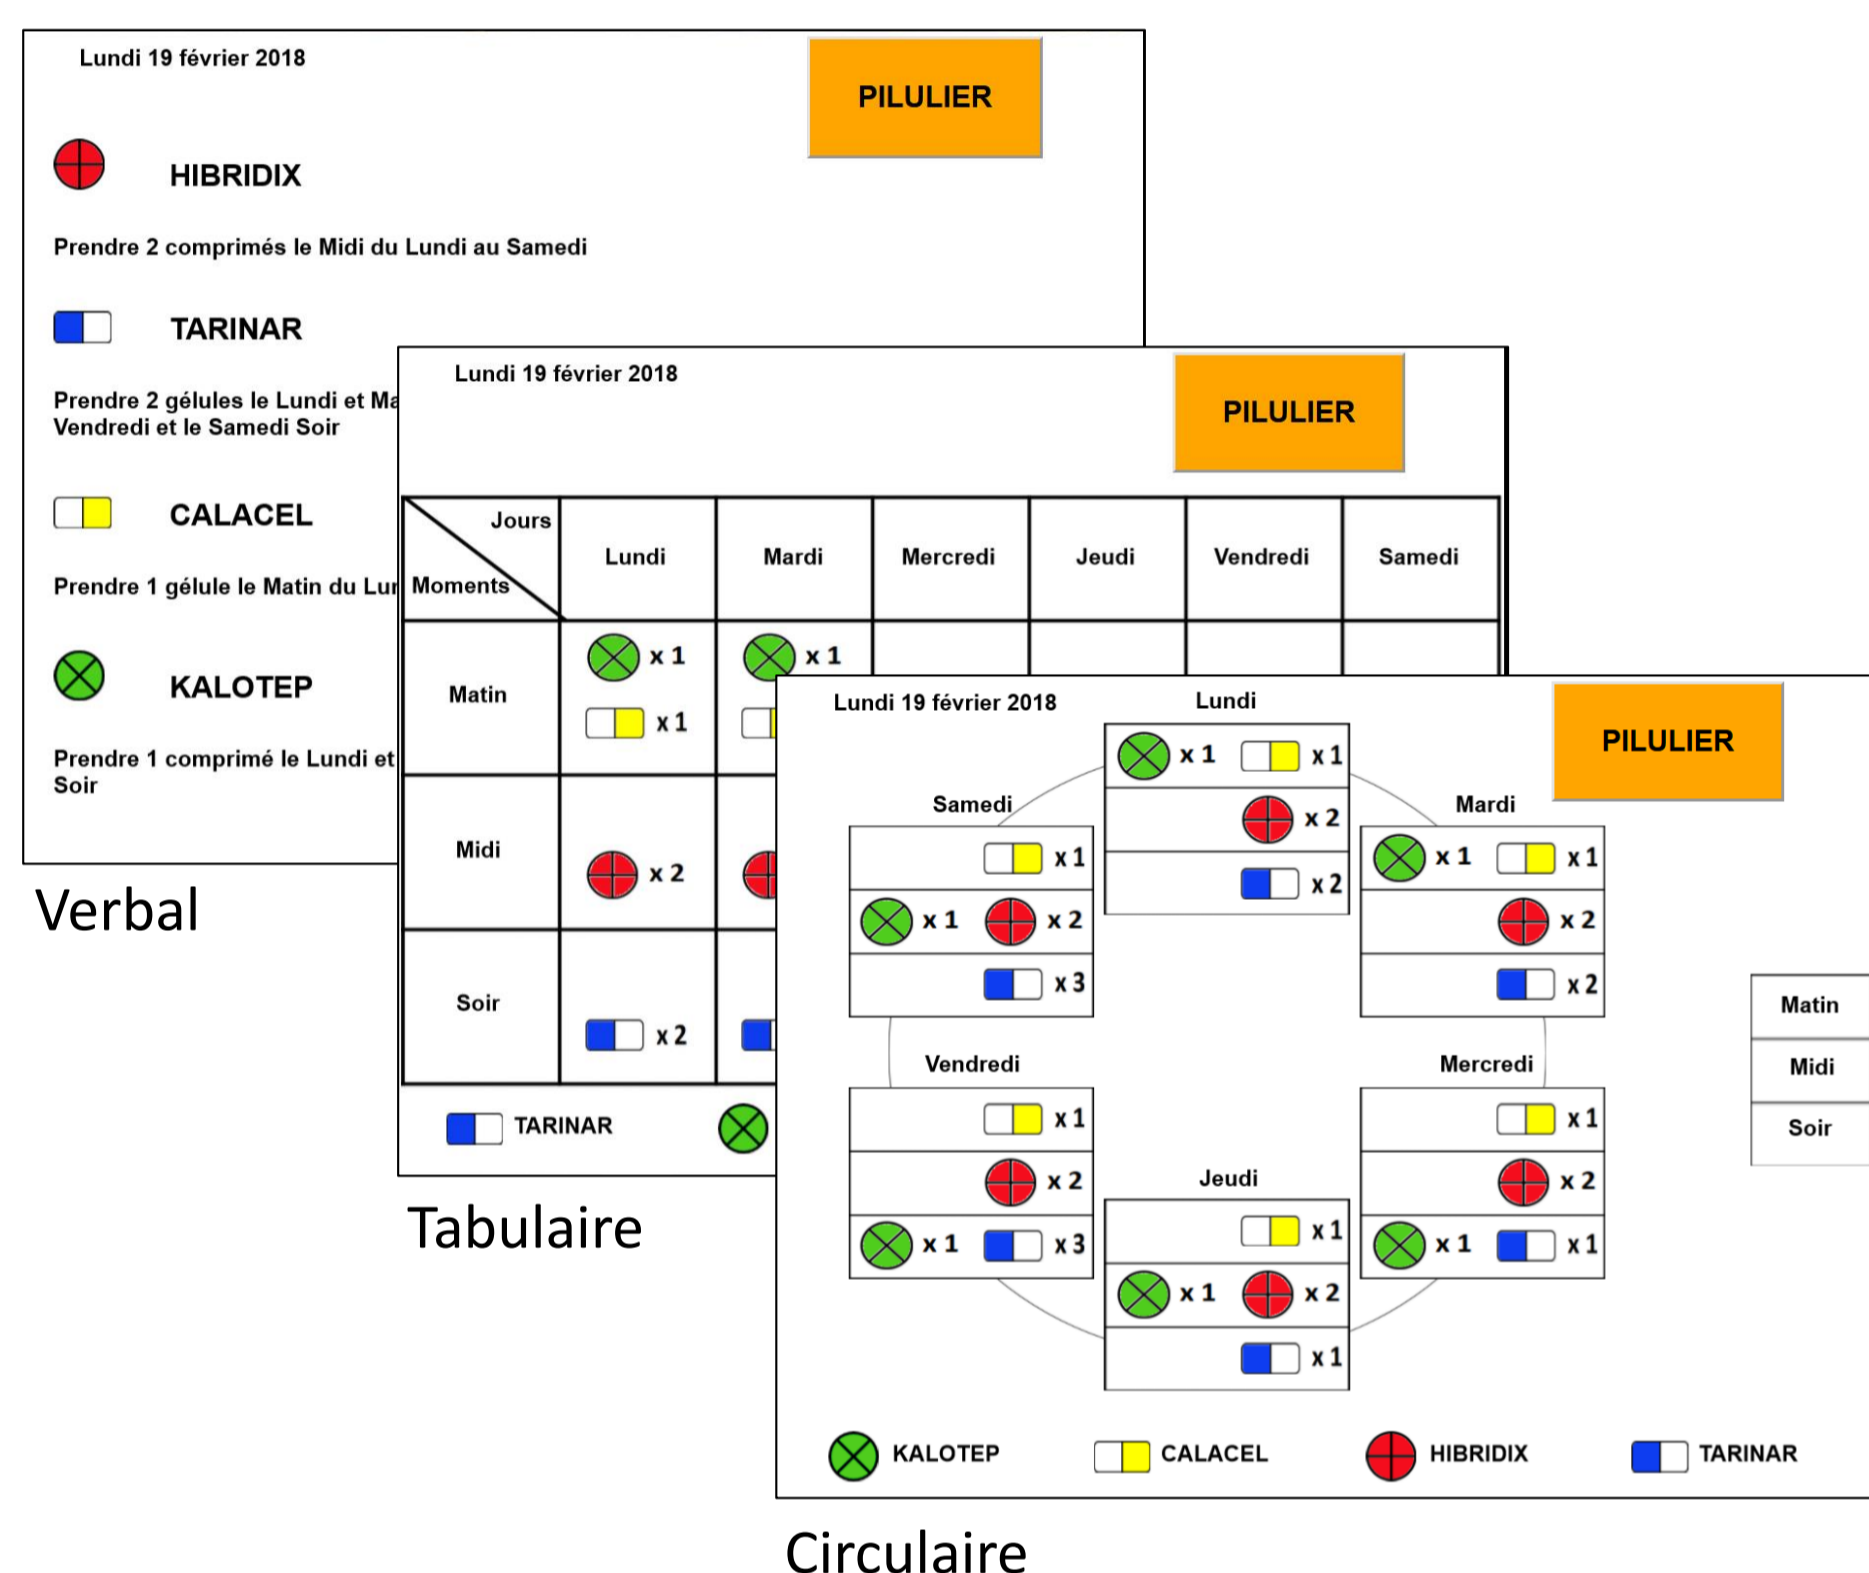 Lundi 19 février 2018
PILULIER
HIBRIDIX
Prendre 2 comprimés le Midi du Lundi au Samedi
TARINAR
Prendre 2 gélules le Lundi et
Vendredi et le Samedi Soir
CALACEL
Prendre 1 gélule le Matin du
KALOTEP
Prendre 1 comprimé le Lundi et
Soir
Verbal
Lundi 19 février 2018
PILULIER
Jours
Moments
Lundi
Mardi
Mercredi
Jeudi
Vendredi
Samedi
Matin
x 1
x 1
x 1
Midi
x 2
Soir
x 2
TARINAR
Tabulaire
Lundi 19 février 2018
PILULIER
Lundi
x 1 x 1
x 2
x 2
Samedi
x 1
x 1 x 2
x 3
Mardi
x 1 x 1
x 2
x 2
Vendredi
x 1
x 2
x 1 x 3
Mercredi
x 1
x 2
x 1 x 1
Jeudi
x 1
x 1 x 2
x 1
Matin
Midi
Soir
KALOTEP
CALACEL
HIBRIDIX
TARINAR
Circulaire